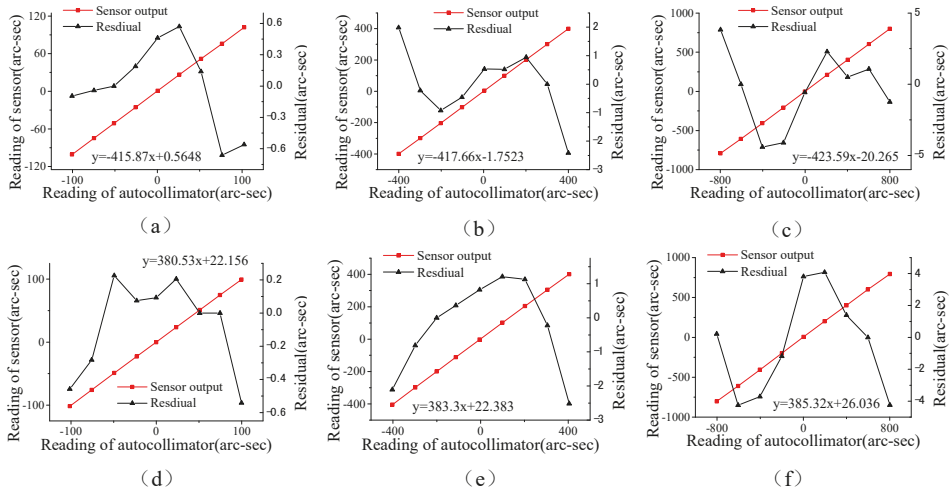 120
60
0
-60
-120
-100
0
100
0.6
0.3
0.0
-0.3
-0.6
Sensor output
Resdiual
y=-415.87x+0.5648
Reading of sensor(arc-sec)
Residual(arc-sec)
Reading of autocollimator(arc-sec)
(a)
400
200
0
-200
-400
-400
0
400
2
1
0
1
2
3
Sensor output
Resdiual
y=-417.66x-1.7523
Reading of sensor(arc-sec)
Residual(arc-sec)
Reading of autocollimator(arc-sec)
(b)
1000
500
0
-500
-1000
-800
0
800
5
0
5
Sensor output
Resdiual
y=-423.59-20.265
Reading of sensor(arc-sec)
Residual(arc-sec)
Reading of autocollimator(arc-sec)
(c)
y=380.53x+22.156
100
50
0
-50
-100
-100
0
100
0.2
0.0
0.2
0.4
0.6
Sensor output
Resdiual
Reading of sensor(arc-sec)
Residual(arc-sec)
Reading of autocollimator(arc-sec)
(d)
Sensor output
Resdiual
400
200
0
-200
-400
-400
0
400
1
0
-1
-2
-3
y=383.3x+22.383
Reading of sensor(arc-sec)
Residual(arc-sec)
Reading of autocollimator(arc-sec)
(e)
Sensor output
Resdiual
1000
750
500
250
0
-250
-500
-750
-1000
-800
0
800
4
2
0
-2
-4
y=385.32x+26.036
Reading of sensor(arc-sec)
Residual(arc-sec)
Reading of autocollimator(arc-sec)
(f)